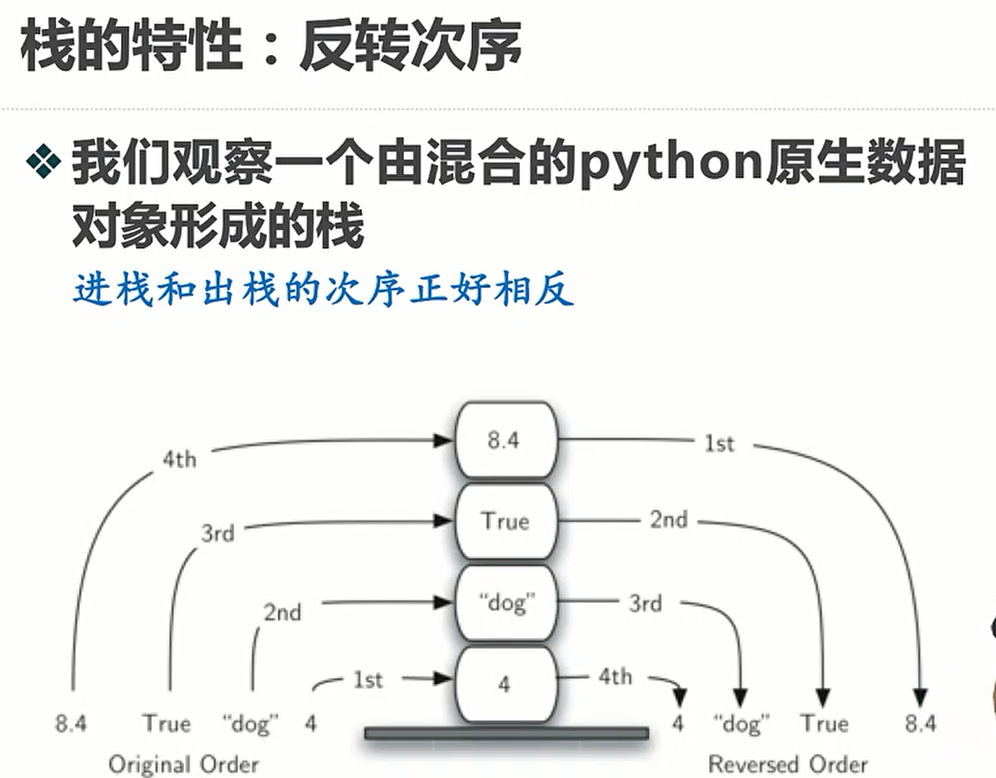 栈的特性：反转次序
❖我们观察一个由混合的python原生数据
对象形成的栈
进栈和出栈的次序正好相反
8.4
4th
1st
True
3rd
2nd
"dog"
2nd
3rd
4
1st
4th
8.4 True "dog" 4
4 "dog" True 8.4
Original Order
Reversed Order